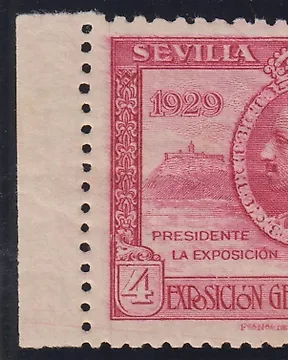 SEVILLA
1929
PRESIDENTE
LA EXPOSICIÓN
4 EXPOSICIÓN GE